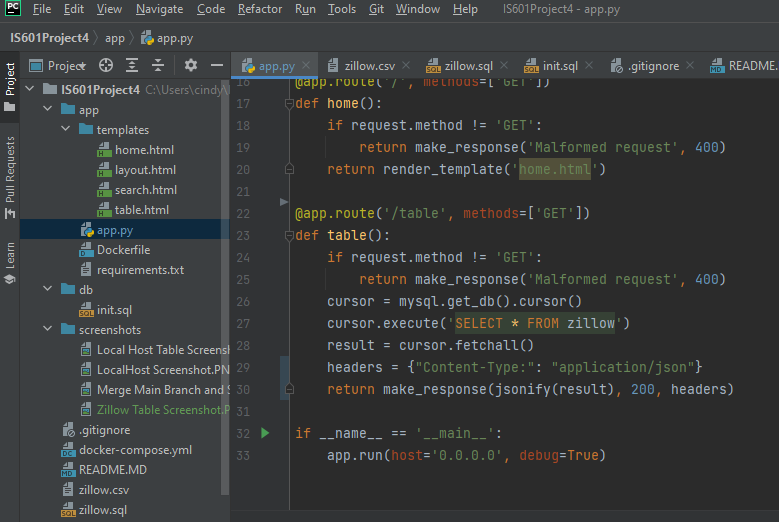 PC File Edit View Navigate Code Refactor Run Tools Git Window Help IS601Project4 - app.py
IS601Project4 app app.py
Project app.py zillow.csv zillow.sql init.sql .gitignore README.
Project
Pull Requests
Learn
IS601Project4 C:\Users\cindy\
app
templates
home.html
layout.html
search.html
table.html
app.py
Dockerfile
requirements.txt
db
init.sql
screenshots
Local Host Table Screens
LocalHost Screenshot.PN
Merge Main Branch and S
Zillow Table Screenshot.P
.gitignore
docker-compose.yml
README.MD
zillow.csv
zillow.sql
16 @app.route('/', methods=['GET'])
17 def home():
18 if request.method != 'GET':
19 return make_response('Malformed request', 400)
20 return render_template('home.html')
21
22 @app.route('/table', methods=['GET'])
23 def table():
24 if request.method != 'GET':
25 return make_response('Malformed request', 400)
26 cursor = mysql.get_db().cursor()
27 cursor.execute('SELECT * FROM zillow')
28 result = cursor.fetchall()
29 headers = {"Content-Type:": "application/json"}
30 return make_response(jsonify(result), 200, headers)
31
32 if __name__ == '__main__':
33 app.run(host='0.0.0.0', debug=True)